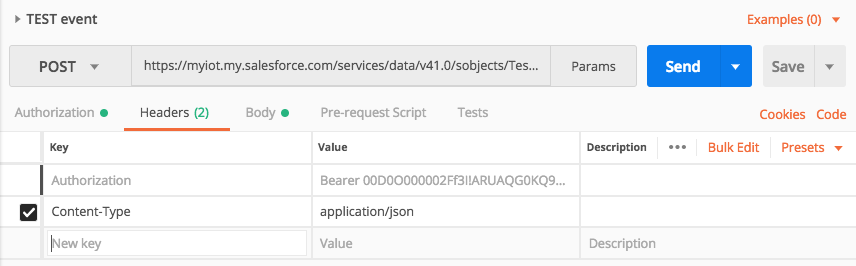 TEST event Examples (0)
POST https://myiot.my.salesforce.com/services/data/v41.0/sobjects/Tes... Params Send Save
Authorization Headers (2) Body Pre-request Script Tests Cookies Code
Key Value Description ••• Bulk Edit Presets
Authorization Bearer 00D0O000002Ff3IIARUAQG0KQ9...
Content-Type application/json
New key Value Description